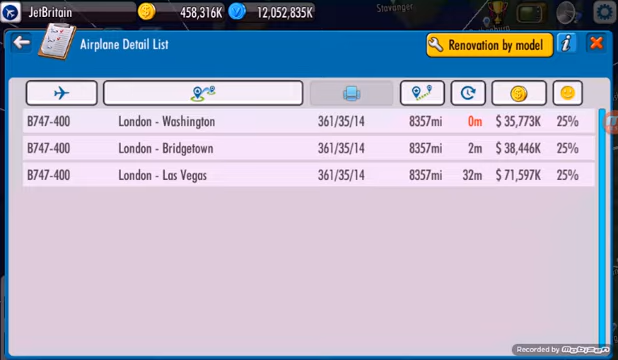 JetBritain 458,316K 12,052,835K
Stavanger
Airplane Detail List Renovation by model i
B747-400 London - Washington 361/35/14 8357mi 0m $ 35,773K 25%
B747-400 London - Bridgetown 361/35/14 8357mi 2m $ 38,446K 25%
B747-400 London - Las Vegas 361/35/14 8357mi 32m $ 71,597K 25%
Recorded by Mobizen